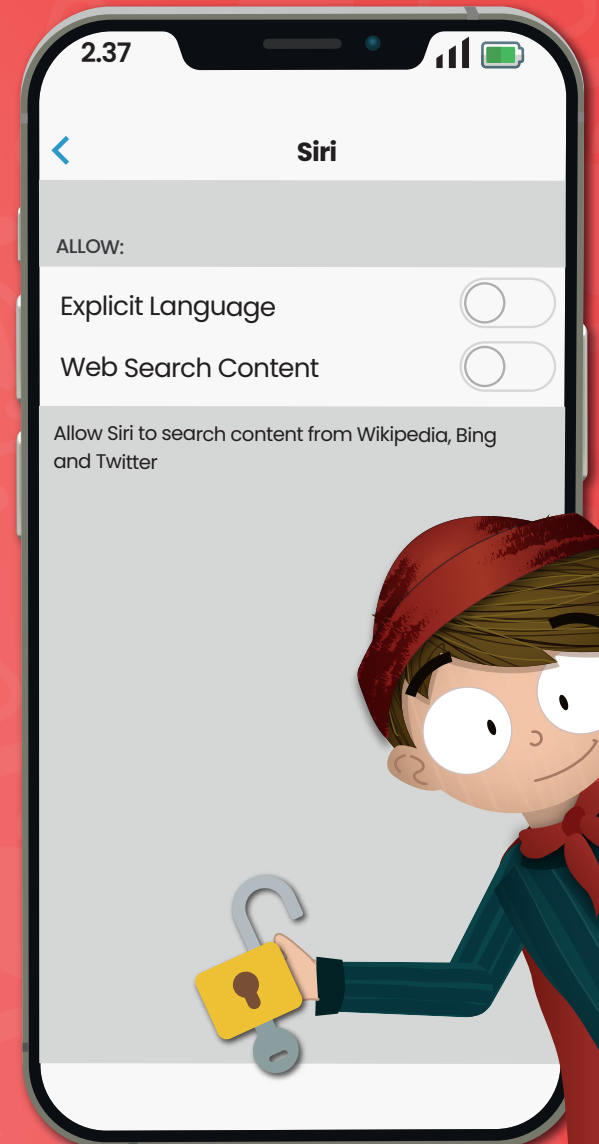 2.37
Siri
ALLOW:
Explicit Language
Web Search Content
Allow Siri to search content from Wikipedia, Bing
and Twitter